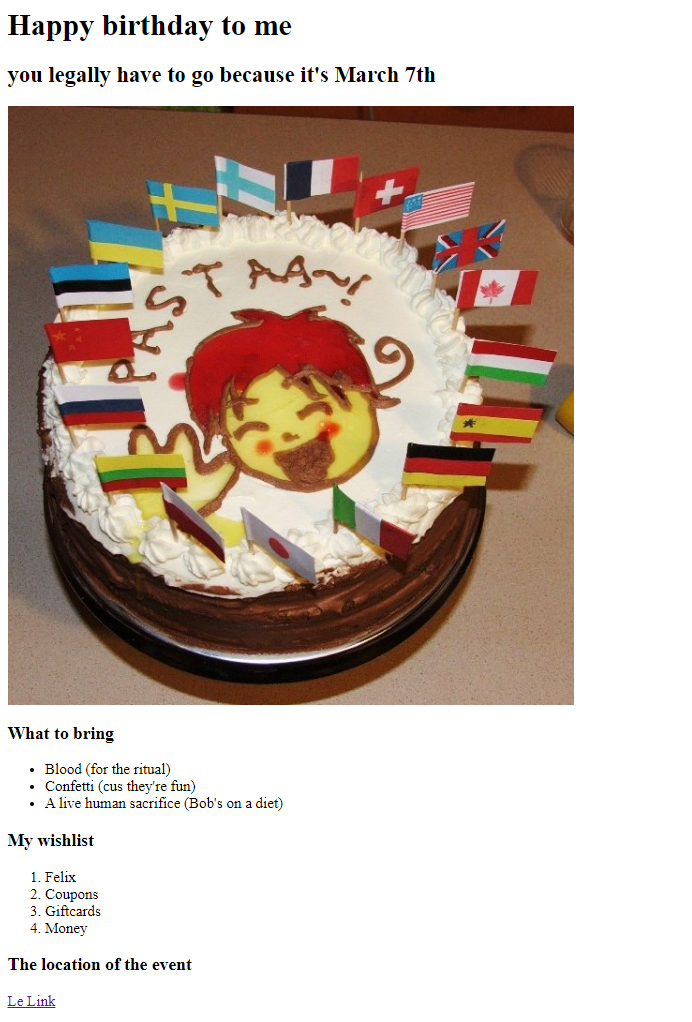 Happy birthday to me
you legally have to go because it's March 7th
PASTAA~!
What to bring
• Blood (for the ritual)
• Confetti (cus they're fun)
• A live human sacrifice (Bob's on a diet)
My wishlist
1. Felix
2. Coupons
3. Giftcards
4. Money
The location of the event
Le Link